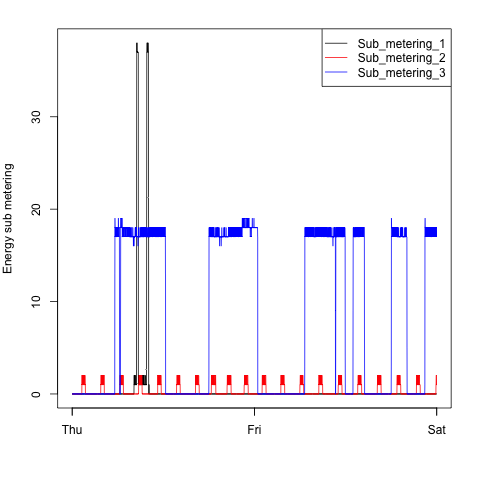 Sub_metering_1
Sub_metering_2
Sub_metering_3
Energy sub metering
30
20
10
0
Thu Fri Sat